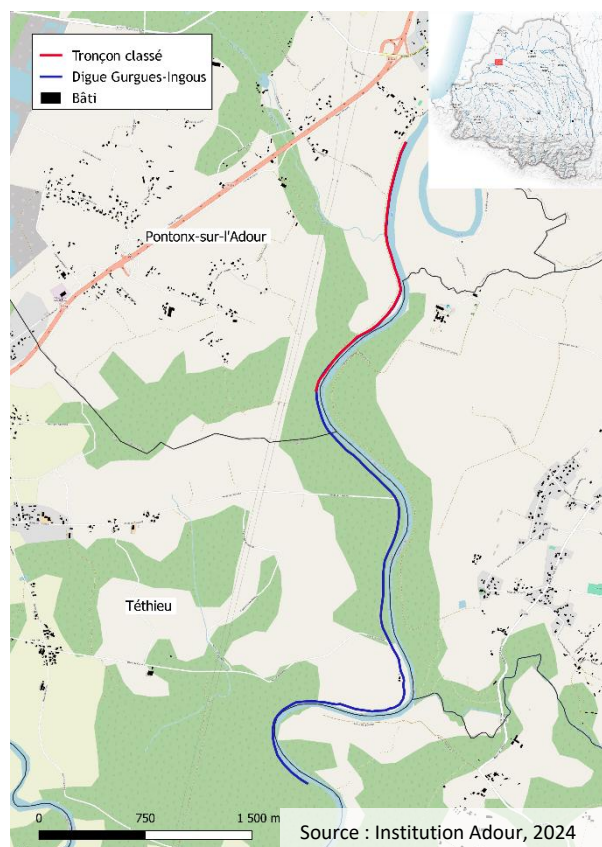 Tronçon classé
Digue Gurgues-Ingous
Bâti
Pontonx-sur-l'Adour
Téthieu
0 750 1 500 m
Source : Institution Adour, 2024